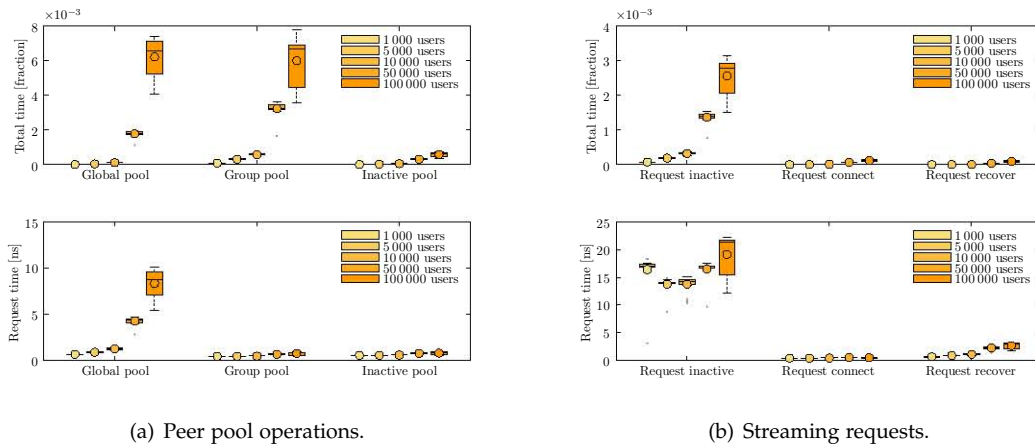 ×10⁻³
8
6
4
2
0
Total time [fraction]
1 000 users
5 000 users
10 000 users
50 000 users
100 000 users
Global pool
Group pool
Inactive pool
15
10
5
0
Request time [ns]
1 000 users
5 000 users
10 000 users
50 000 users
100 000 users
Global pool
Group pool
Inactive pool
(a) Peer pool operations.
×10⁻³
4
3
2
1
0
Total time [fraction]
1 000 users
5 000 users
10 000 users
50 000 users
100 000 users
Request inactive
Request connect
Request recover
25
20
15
10
5
0
Request time [ns]
1 000 users
5 000 users
10 000 users
50 000 users
100 000 users
Request inactive
Request connect
Request recover
(b) Streaming requests.